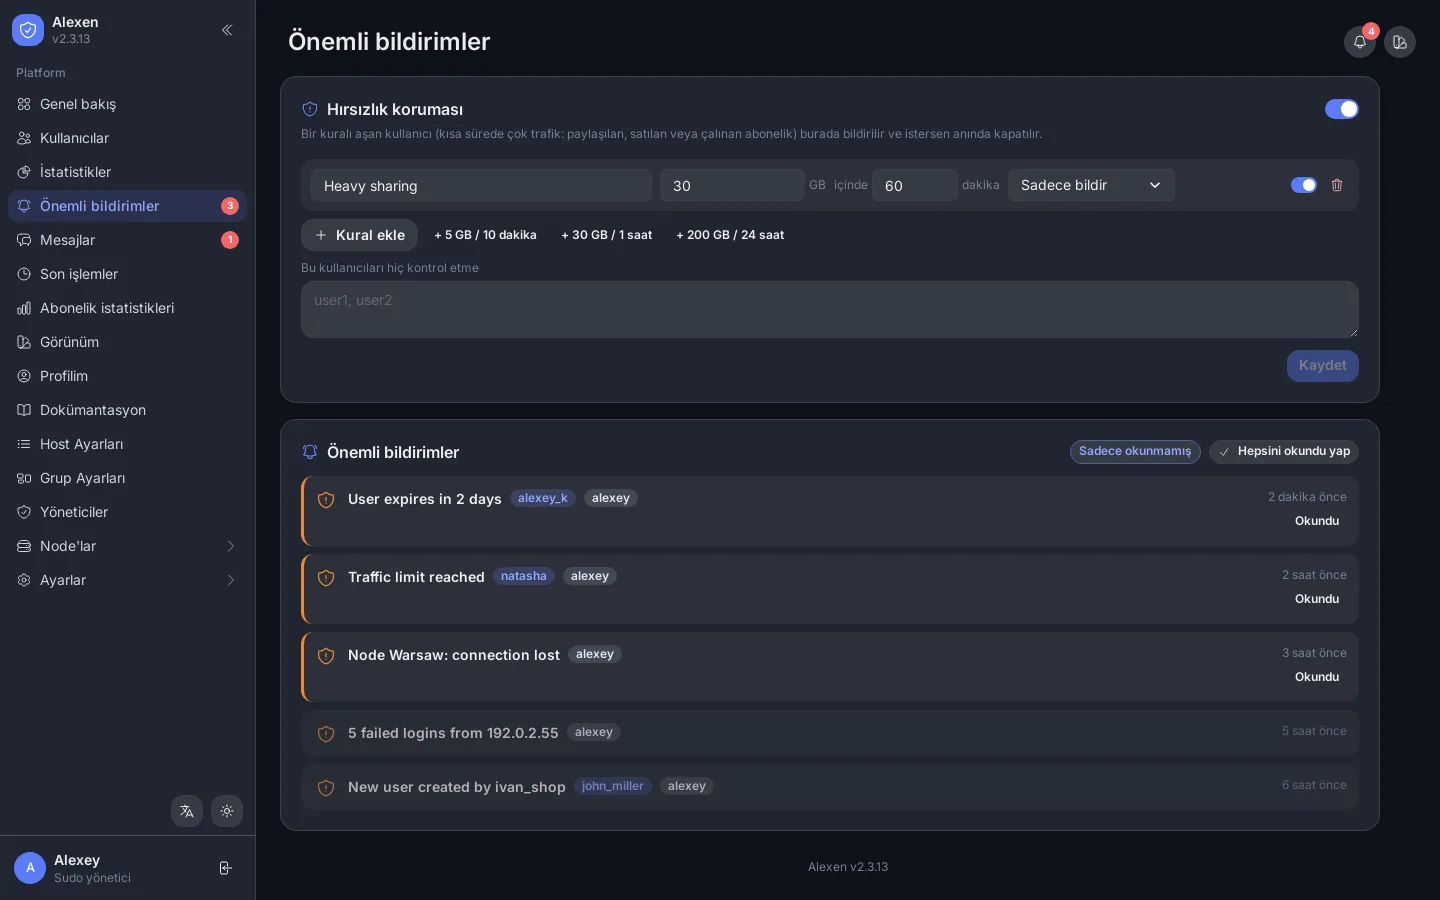 Alexen
v2.3.13
Platform
Genel bakış
Kullanıcılar
İstatistikler
Önemli bildirimler 3
Mesajlar 1
Son işlemler
Abonelik istatistikleri
Görünüm
Profilim
Dokümantasyon
Host Ayarları
Grup Ayarları
Yöneticiler
Node'lar
Ayarlar
A
Alexey
Sudo yönetici
Önemli bildirimler
4
Hırsızlık koruması
Bir kuralı aşan kullanıcı (kısa sürede çok trafik: paylaşılan, satılan veya çalınan abonelik) burada bildirilir ve istersen anında kapatılır.
Heavy sharing 30 GB içinde 60 dakika Sadece bildir
Kural ekle + 5 GB / 10 dakika + 30 GB / 1 saat + 200 GB / 24 saat
Bu kullanıcıları hiç kontrol etme
user1, user2
Kaydet
Önemli bildirimler Sadece okunmamış Hepsini okundu yap
User expires in 2 days alexey_k alexey 2 dakika önce
Okundu
Traffic limit reached natasha alexey 2 saat önce
Okundu
Node Warsaw: connection lost alexey 3 saat önce
Okundu
5 failed logins from 192.0.2.55 alexey 5 saat önce
New user created by ivan_shop john_miller alexey 6 saat önce
Alexen v2.3.13